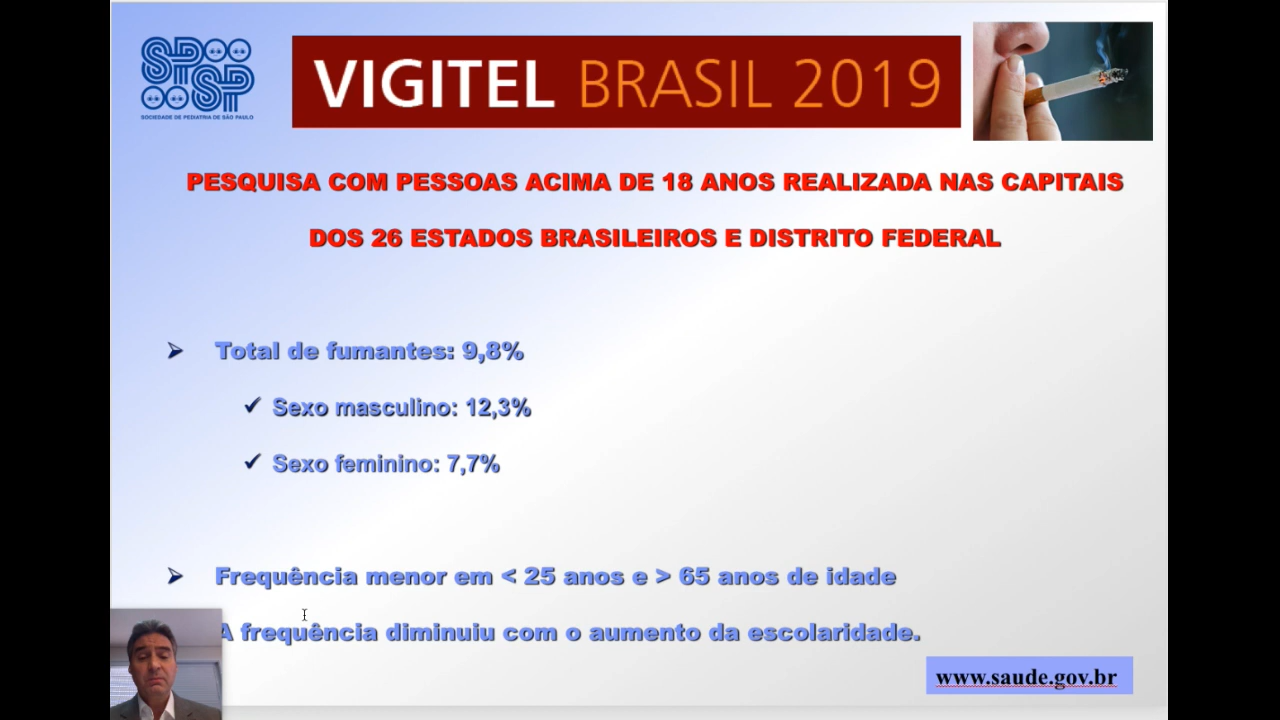 SPSP
SOCIEDADE DE PEDIATRIA DE SÃO PAULO
VIGITEL BRASIL 2019
PESQUISA COM PESSOAS ACIMA DE 18 ANOS REALIZADA NAS CAPITAIS
DOS 26 ESTADOS BRASILEIROS E DISTRITO FEDERAL
Total de fumantes: 9,8%
Sexo masculino: 12,3%
Sexo feminino: 7,7%
Frequência menor em < 25 anos e > 65 anos de idade
A frequência diminuiu com o aumento da escolaridade.
www.saude.gov.br